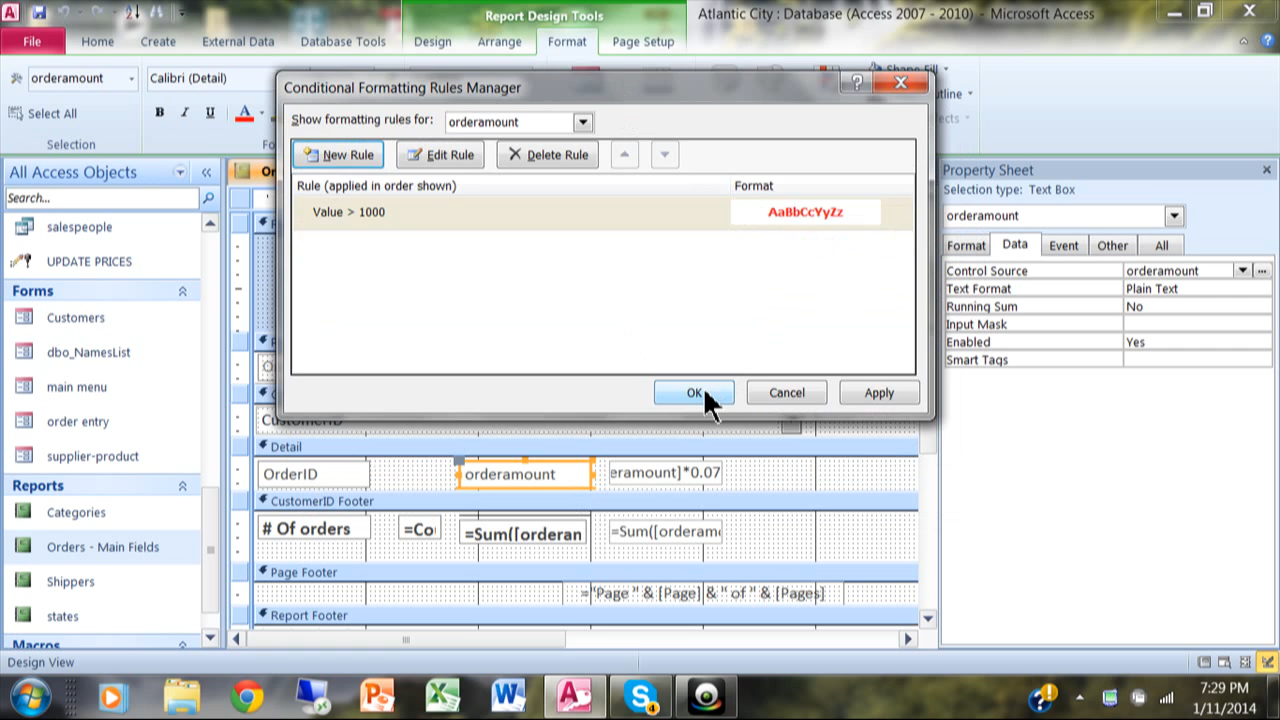 Report Design Tools
Atlantic City : Database (Access 2007 - 2010) - Microsoft Access
File
Home
Create
External Data
Database Tools
Design
Arrange
Format
Page Setup
orderamount
Calibri (Detail)
Shape Fill
Select All
B I U A
Selection
Conditional Formatting Rules Manager
Show formatting rules for:
orderamount
New Rule
Edit Rule
Delete Rule
Rule (applied in order shown)
Format
Value > 1000
AaBbCcYyZz
OK
Cancel
Apply
All Access Objects
Search...
salespeople
UPDATE PRICES
Forms
Customers
dbo_NamesList
main menu
order entry
supplier-product
Reports
Categories
Orders - Main Fields
Shippers
states
Macros
CustomerID
Detail
OrderID
orderamount
eramount]*0.07
CustomerID Footer
# Of orders
=Co
=Sum([orderan
=Sum([orderame
Page Footer
="Page " & [Page] & " of " & [Pages]
Report Footer
Property Sheet
Selection type: Text Box
orderamount
Format
Data
Event
Other
All
Control Source
orderamount
Text Format
Plain Text
Running Sum
No
Input Mask
Enabled
Yes
Smart Tags
Design View
7:29 PM
1/11/2014